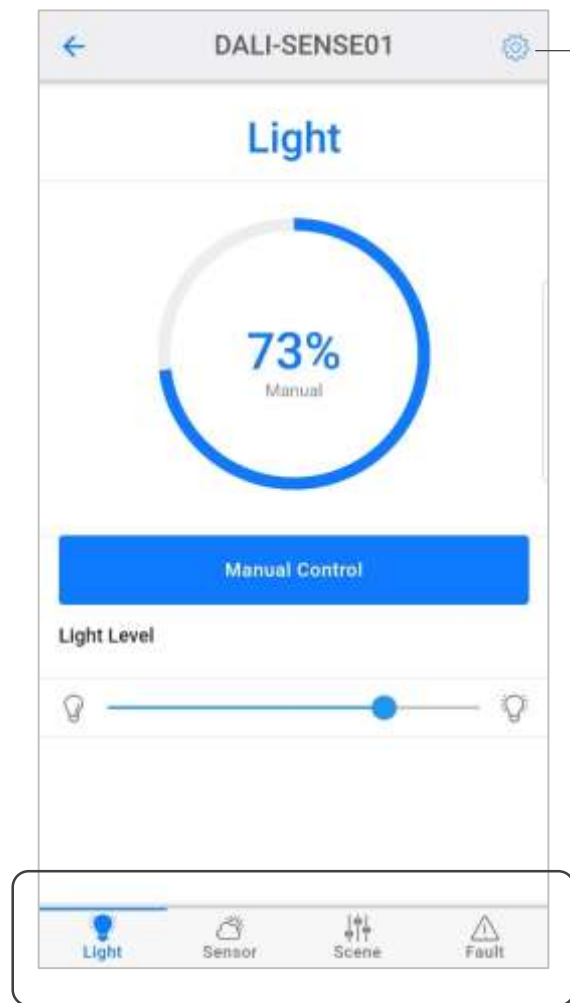 DALI-SENSE01
Light
73%
Manual
Manual Control
Light Level
Light Sensor Scene Fault